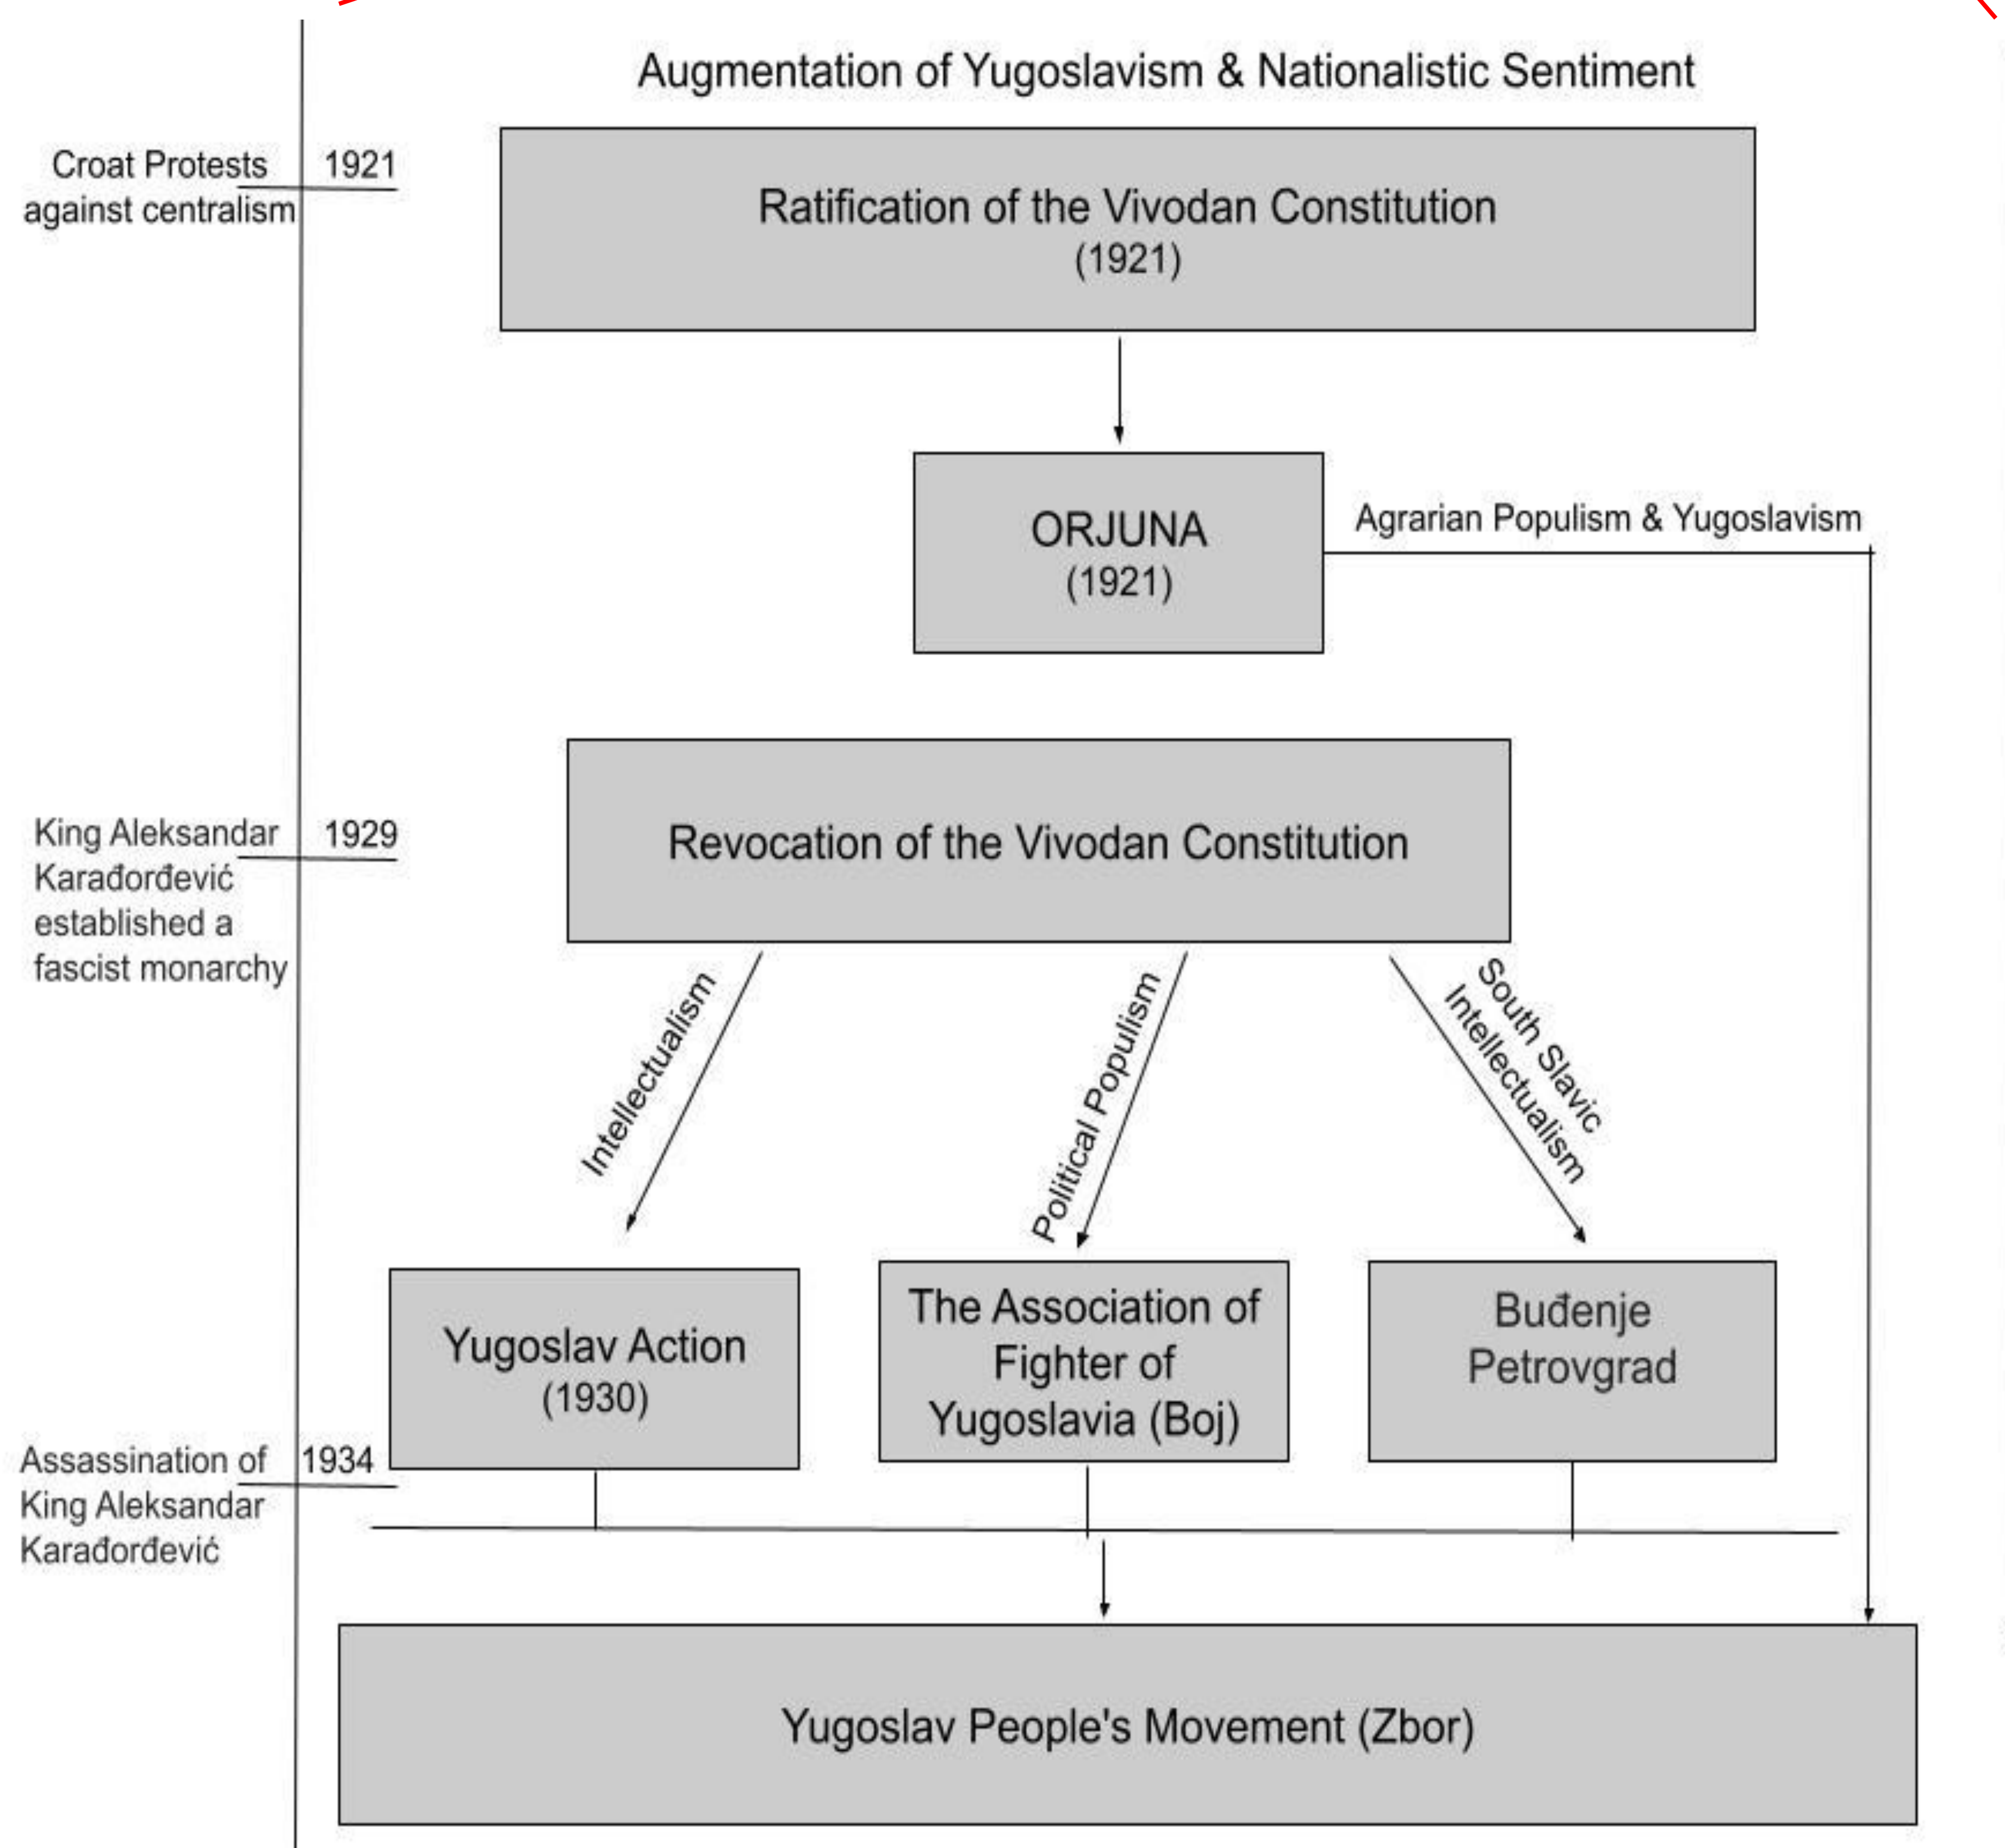 Augmentation of Yugoslavism & Nationalistic Sentiment
Croat Protests
against centralism
1921
Ratification of the Vivodan Constitution
(1921)
ORJUNA
(1921)
Agrarian Populism & Yugoslavism
King Aleksandar
Karađorđević
established a
fascist monarchy
1929
Revocation of the Vivodan Constitution
Intellectualism
Political Populism
South Slavic
Intellectualism
Yugoslav Action
(1930)
The Association of
Fighter of
Yugoslavia (Boj)
Buđenje
Petrovgrad
Assassination of
King Aleksandar
Karađorđević
1934
Yugoslav People's Movement (Zbor)